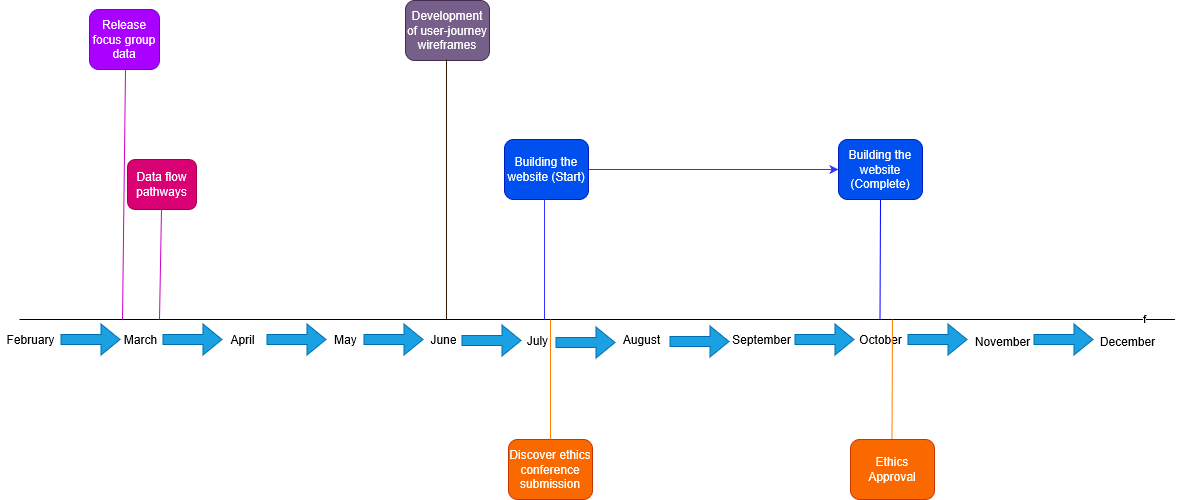 Release
focus group
data
Development
of user-journey
wireframes
Data flow
pathways
Building the
website (Start)
Building the
website
(Complete)
f
February
March
April
May
June
July
August
September
October
November
December
Discover ethics
conference
submission
Ethics
Approval